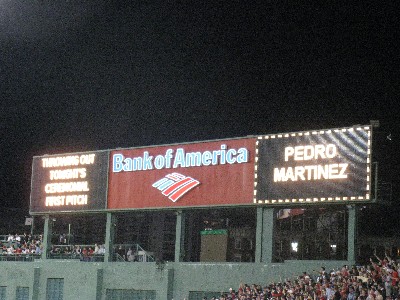 THROWING OUT
TONIGHT'S
CEREMONIAL
FIRST PITCH
Bank of America
PEDRO
MARTINEZ